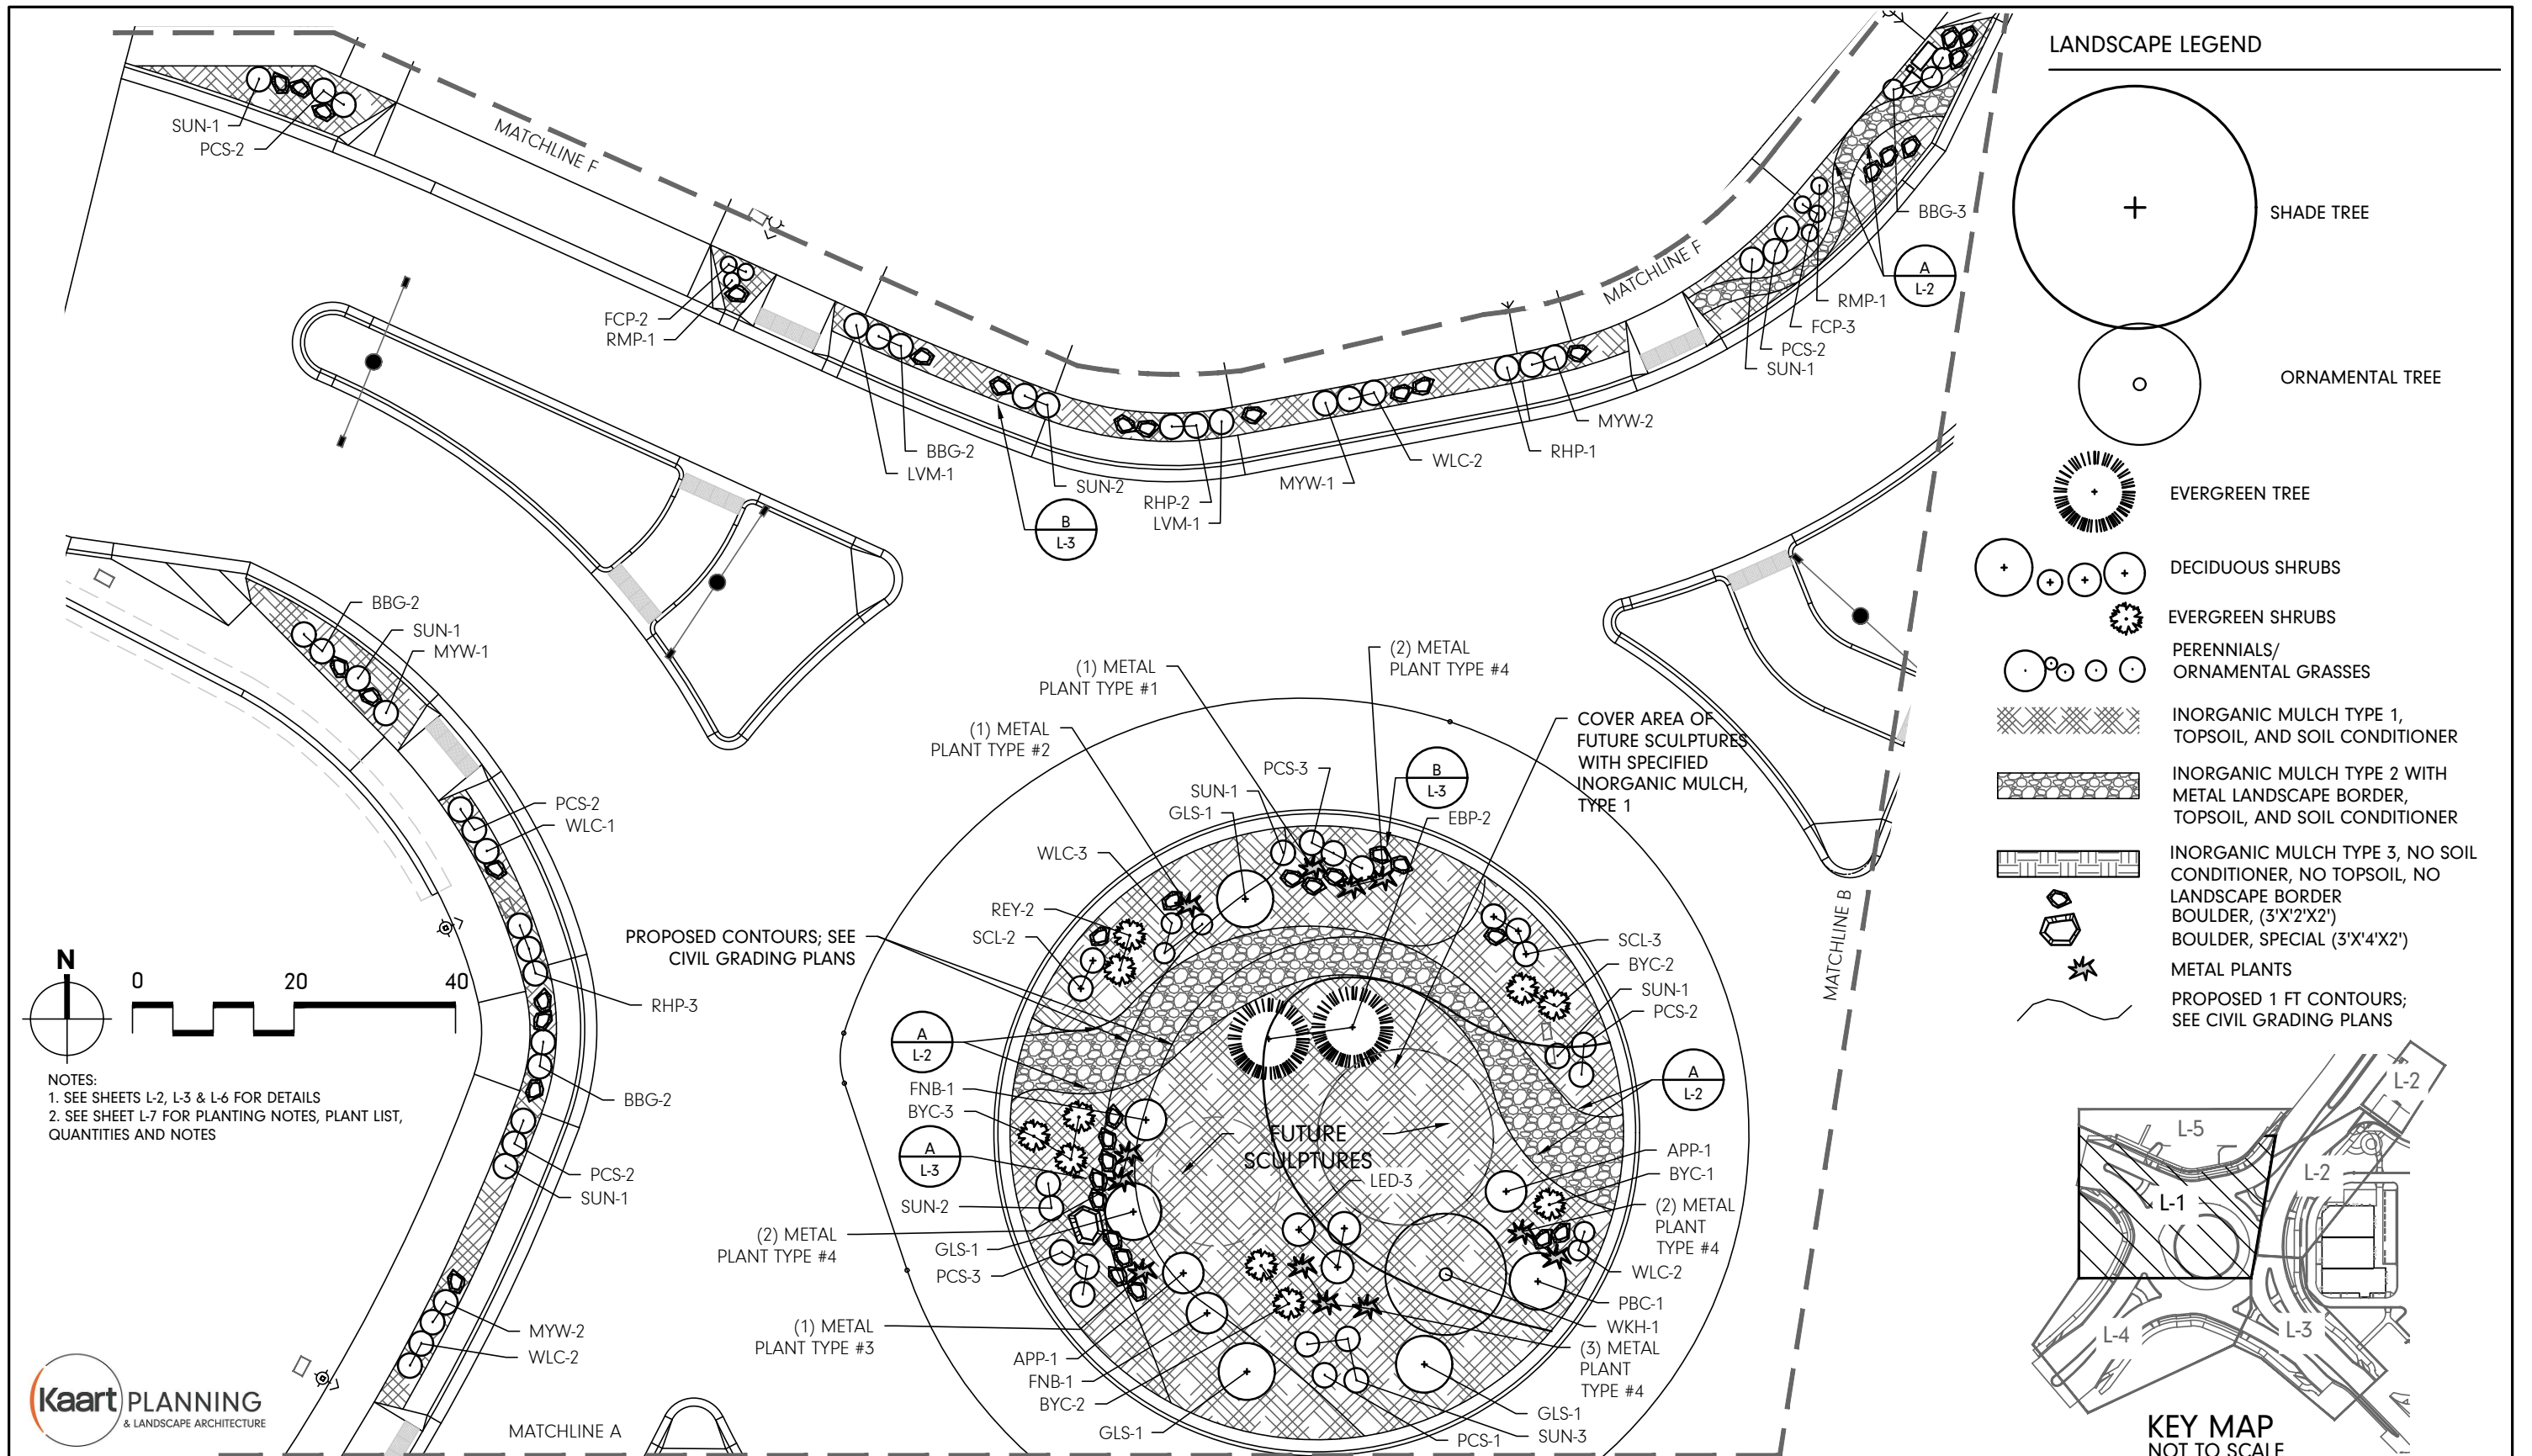 SUN-1
PCS-2
MATCHLINE F
FCP-2
RMP-1
BBG-2
LVM-1
SUN-2
B
L-3
RHP-2
LVM-1
MYW-1
WLC-2
RHP-1
MYW-2
MATCHLINE F
BBG-3
A
L-2
RMP-1
FCP-3
PCS-2
SUN-1
BBG-2
SUN-1
MYW-1
PCS-2
WLC-1
RHP-3
BBG-2
PCS-2
SUN-1
MYW-2
WLC-2
N
0 20 40
NOTES:
1. SEE SHEETS L-2, L-3 & L-6 FOR DETAILS
2. SEE SHEET L-7 FOR PLANTING NOTES, PLANT LIST,
QUANTITIES AND NOTES
Kaart PLANNING
& LANDSCAPE ARCHITECTURE
MATCHLINE A
(2) METAL
PLANT TYPE #4
(1) METAL
PLANT TYPE #1
(1) METAL
PLANT TYPE #2
COVER AREA OF
FUTURE SCULPTURES
WITH SPECIFIED
INORGANIC MULCH,
TYPE 1
PCS-3
SUN-1
GLS-1
B
L-3
EBP-2
WLC-3
REY-2
SCL-2
PROPOSED CONTOURS; SEE
CIVIL GRADING PLANS
A
L-2
FNB-1
BYC-3
A
L-3
SUN-2
(2) METAL
PLANT TYPE #4
GLS-1
PCS-3
(1) METAL
PLANT TYPE #3
APP-1
FNB-1
BYC-2
GLS-1
FUTURE
SCULPTURES
LED-3
SCL-3
BYC-2
SUN-1
PCS-2
A
L-2
APP-1
BYC-1
(2) METAL
PLANT
TYPE #4
WLC-2
PBC-1
WKH-1
(3) METAL
PLANT
TYPE #4
GLS-1
SUN-3
PCS-1
MATCHLINE B
LANDSCAPE LEGEND
SHADE TREE
ORNAMENTAL TREE
EVERGREEN TREE
DECIDUOUS SHRUBS
EVERGREEN SHRUBS
PERENNIALS/
ORNAMENTAL GRASSES
INORGANIC MULCH TYPE 1,
TOPSOIL, AND SOIL CONDITIONER
INORGANIC MULCH TYPE 2 WITH
METAL LANDSCAPE BORDER,
TOPSOIL, AND SOIL CONDITIONER
INORGANIC MULCH TYPE 3, NO SOIL
CONDITIONER, NO TOPSOIL, NO
LANDSCAPE BORDER
BOULDER, (3'X'2'X2')
BOULDER, SPECIAL (3'X'4'X2')
METAL PLANTS
PROPOSED 1 FT CONTOURS;
SEE CIVIL GRADING PLANS
L-2
L-5
L-2
L-1
L-4
L-3
KEY MAP
NOT TO SCALE